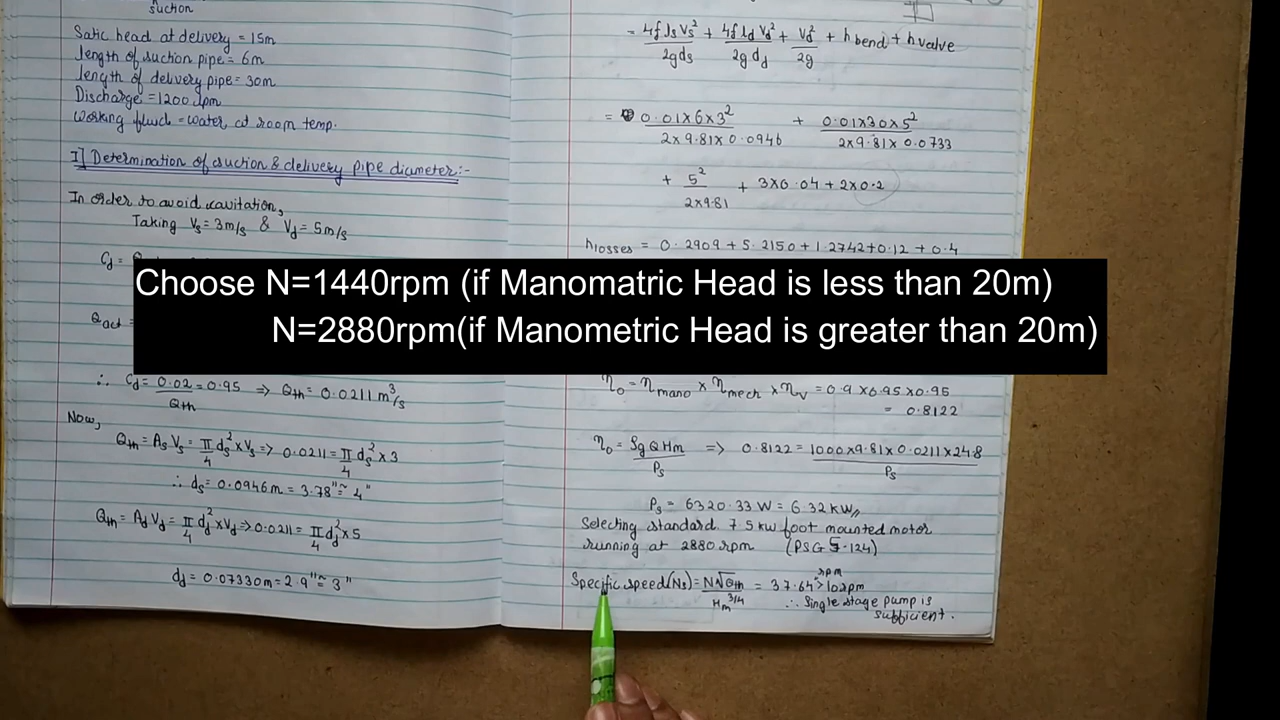 suction
Satic head at delivery = 15m
length of suction pipe = 6m
length of delivery pipe = 30m
Discharge = 1200 lpm
Working fluid = water at room temp.
I] Determination of suction & delivery pipe diameter:-
In order to avoid cavitation,
Taking Vs = 3m/s & Vd = 5m/s
Cd =
Qact =
∴ Cd = 0.02/Qth = 0.95 => Qth = 0.0211 m³/s
Now,
Qth = As Vs = π/4 ds² x Vs => 0.0211 = π/4 ds² x 3
∴ ds = 0.0946m = 3.78" ≈ 4"
Qth = Ad Vd = π/4 dd² x Vd => 0.0211 = π/4 dd² x 5
dd = 0.07330m = 2.9" ≈ 3"
= 4f ls Vs²/2gds + 4f ld Vd²/2g dd + Vd²/2g + h bend + h valve
= 0.01x6x3²/2x9.81x0.0946 + 0.01x30x5²/2x9.81x0.0733
+ 5²/2x9.81 + 3x0.04 + 2x0.2
hlosses = 0.2909 + 5.2150 + 1.2742 + 0.12 + 0.4
Choose N=1440rpm (if Manomatric Head is less than 20m)
N=2880rpm(if Manometric Head is greater than 20m)
ηo = ηmano x ηmech x ηv = 0.9 x 0.95 x 0.95
= 0.8122
ηo = ρg Q Hm/Ps => 0.8122 = 1000x9.81x0.0211x24.8/Ps
Ps = 6320.33 W = 6.32 kW
Selecting standard 7.5 kw foot mounted motor
running at 2880 rpm (PSG 5.124)
Specific speed(Ns) = N√Qth/Hm^3/4 = 37.64 rpm > 10rpm
∴ Single stage pump is
sufficient.